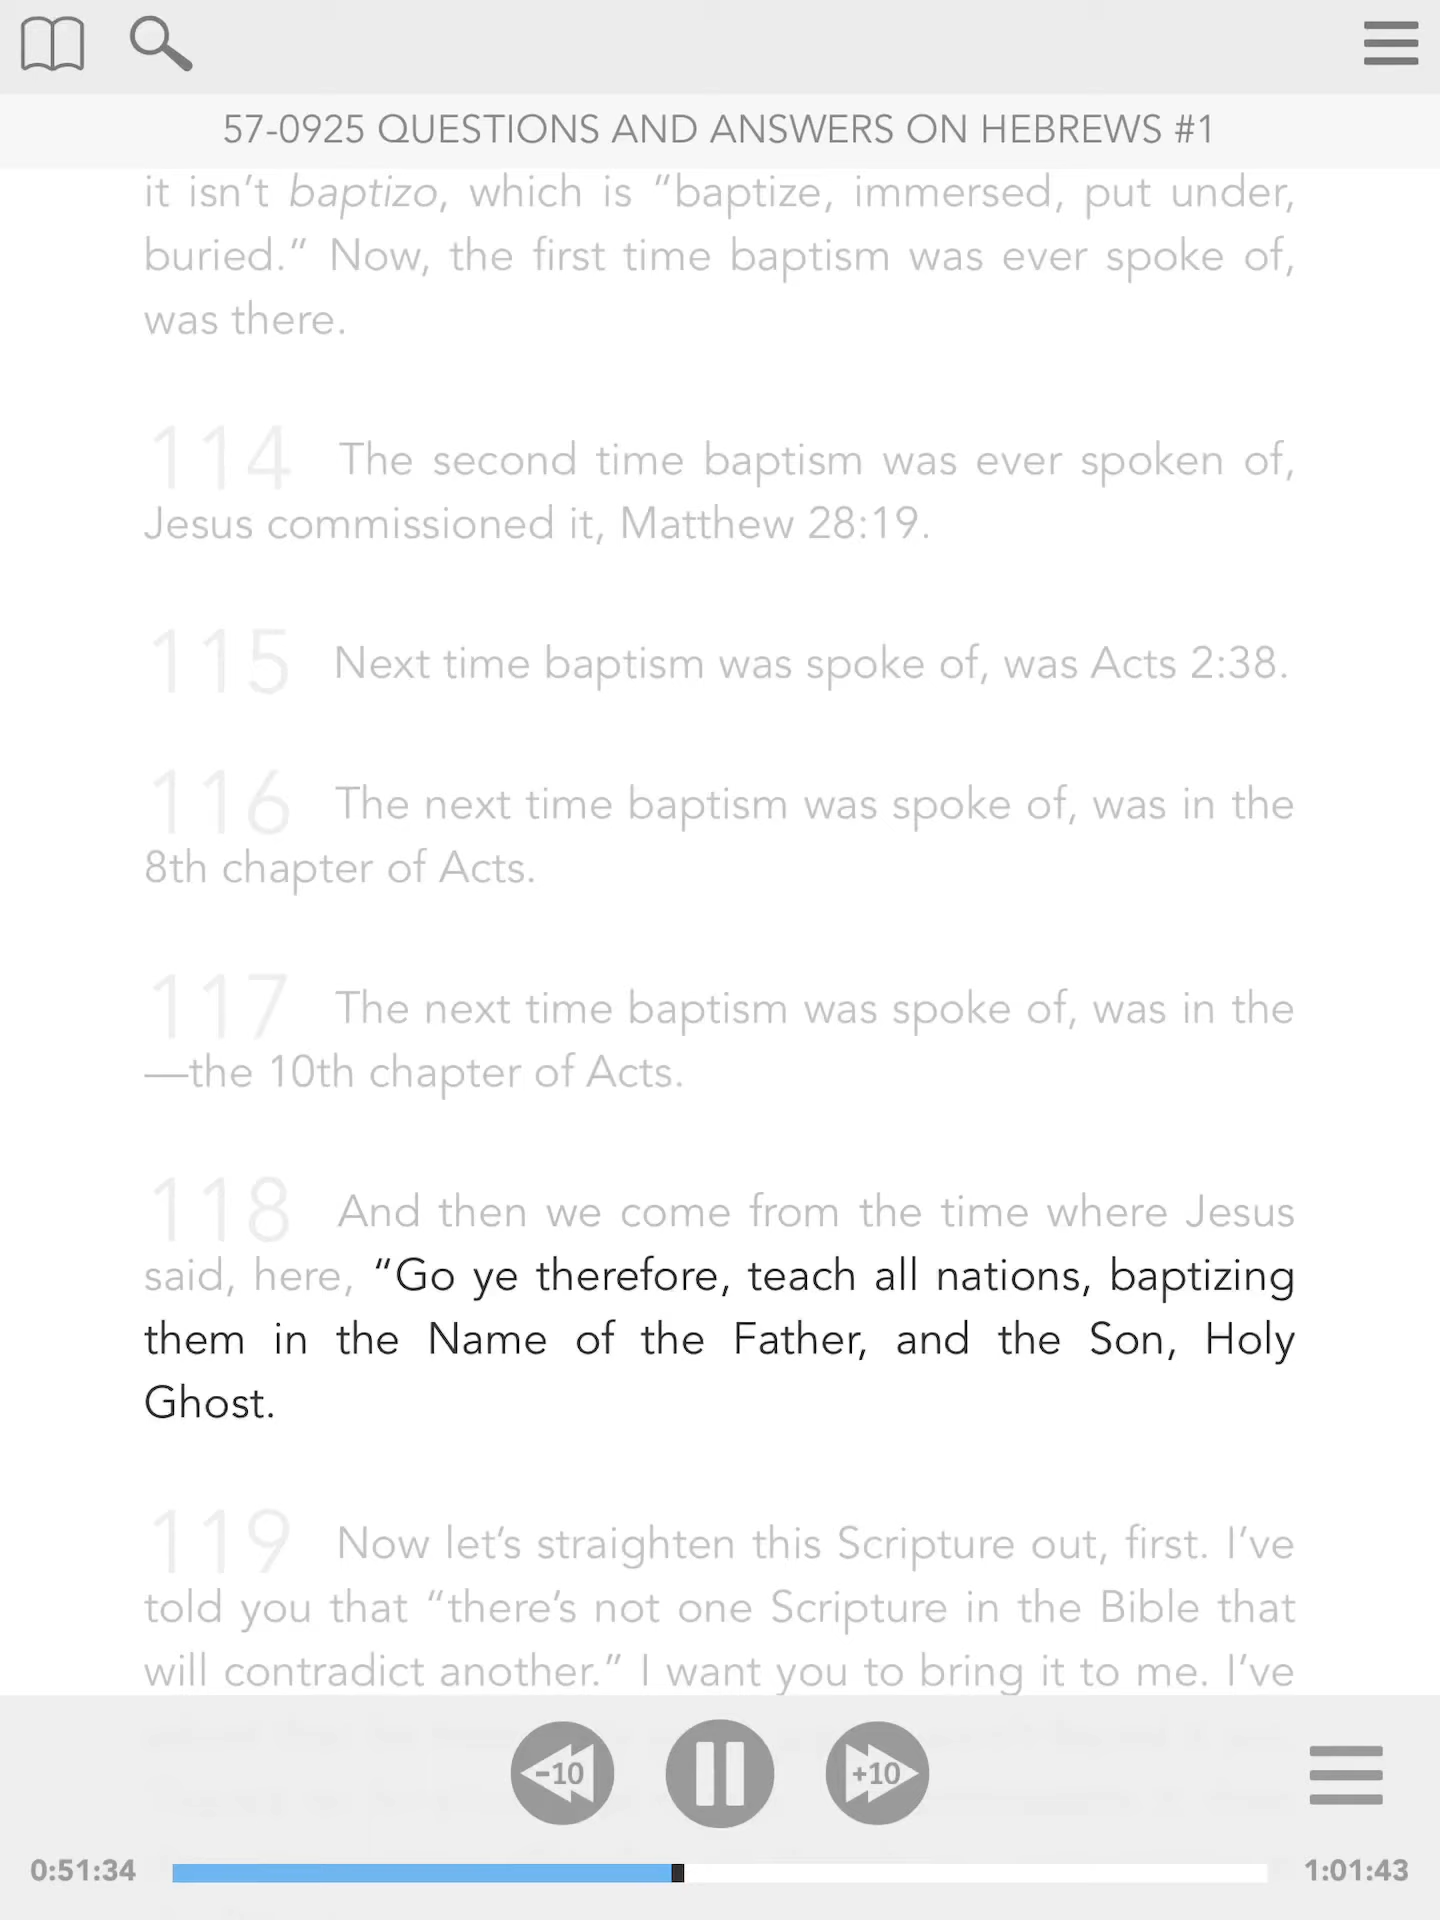 57-0925 QUESTIONS AND ANSWERS ON HEBREWS #1
it isn’t baptizo, which is “baptize, immersed, put under,
buried.” Now, the first time baptism was ever spoke of,
was there.
114 The second time baptism was ever spoken of,
Jesus commissioned it, Matthew 28:19.
115 Next time baptism was spoke of, was Acts 2:38.
116 The next time baptism was spoke of, was in the
8th chapter of Acts.
117 The next time baptism was spoke of, was in the
—the 10th chapter of Acts.
118 And then we come from the time where Jesus
said, here, “Go ye therefore, teach all nations, baptizing
them in the Name of the Father, and the Son, Holy
Ghost.
119 Now let’s straighten this Scripture out, first. I’ve
told you that “there’s not one Scripture in the Bible that
will contradict another.” I want you to bring it to me. I’ve
-10 +10
0:51:34 1:01:43